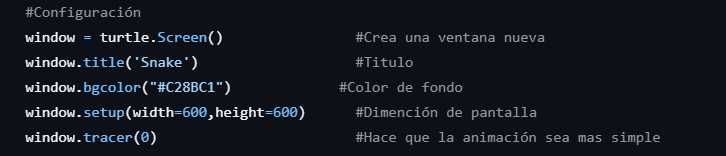 #Configuración
window = turtle.Screen() #Crea una ventana nueva
window.title('Snake') #Titulo
window.bgcolor("#C28BC1") #Color de fondo
window.setup(width=600,height=600) #Dimención de pantalla
window.tracer(0) #Hace que la animación sea mas simple